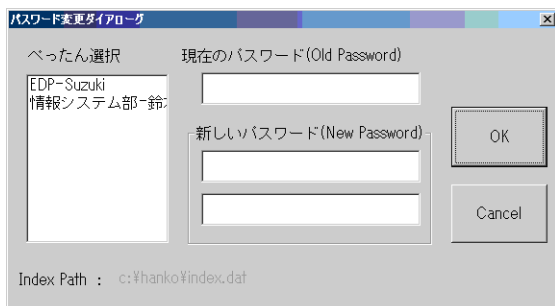 パスワード変更ダイアローグ
ぺったん選択
現在のパスワード(Old Password)
EDP-Suzuki
情報システム部-鈴
新しいパスワード(New Password)
OK
Cancel
Index Path : c:¥hanko¥index.dat